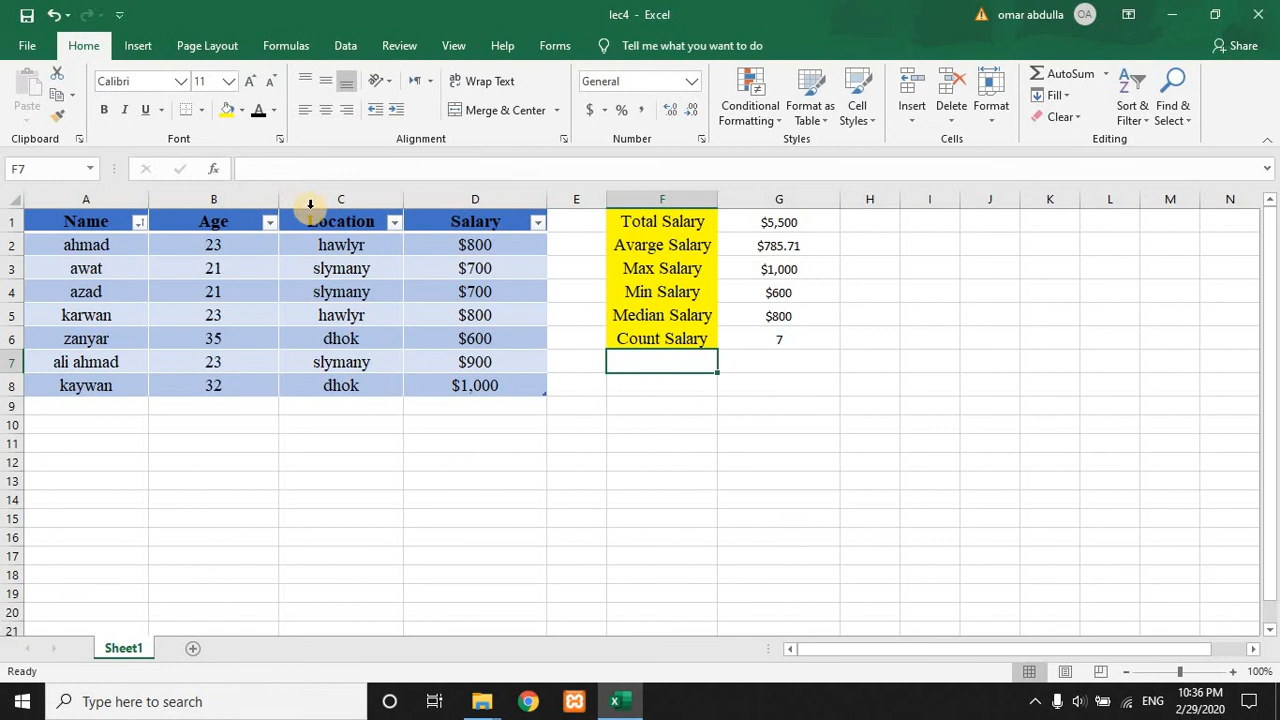 lec4 - Excel
omar abdulla OA
File Home Insert Page Layout Formulas Data Review View Help Forms Tell me what you want to do Share
Paste
Calibri 11
B I U
Wrap Text
Merge & Center
General
$ % ,
Conditional Formatting
Format as Table
Cell Styles
Insert Delete Format
AutoSum
Fill
Clear
Sort & Filter
Find & Select
Clipboard Font Alignment Number Styles Cells Editing
F7 fx
A B C D E F G H I J K L M N
1 Name Age Location Salary Total Salary $5,500
2 ahmad 23 hawlyr $800 Avarge Salary $785.71
3 awat 21 slymany $700 Max Salary $1,000
4 azad 21 slymany $700 Min Salary $600
5 karwan 23 hawlyr $800 Median Salary $800
6 zanyar 35 dhok $600 Count Salary 7
7 ali ahmad 23 slymany $900
8 kaywan 32 dhok $1,000
9
10
11
12
13
14
15
16
17
18
19
20
21
Sheet1
Ready 100%
Type here to search
ENG
10:36 PM
2/29/2020